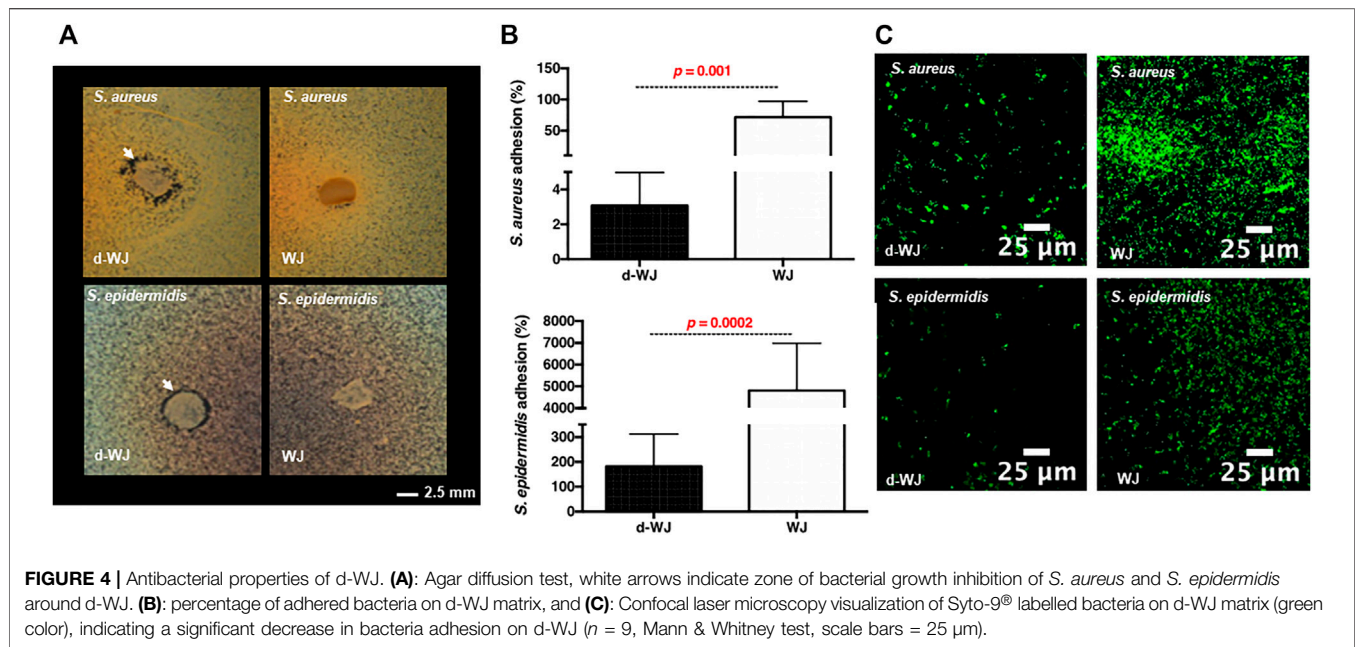 A
S. aureus
d-WJ
S. aureus
WJ
S. epidermidis
d-WJ
S. epidermidis
WJ
2.5 mm
B
S. aureus adhesion (%)
150
100
50
4
2
0
p = 0.001
d-WJ
WJ
S. epidermidis adhesion (%)
8000
7000
6000
5000
4000
300
200
100
0
p = 0.0002
d-WJ
WJ
C
S. aureus
25 µm
d-WJ
S. aureus
25 µm
WJ
S. epidermidis
25 µm
d-WJ
S. epidermidis
25 µm
WJ
FIGURE 4 | Antibacterial properties of d-WJ. (A): Agar diffusion test, white arrows indicate zone of bacterial growth inhibition of S. aureus and S. epidermidis
around d-WJ. (B): percentage of adhered bacteria on d-WJ matrix, and (C): Confocal laser microscopy visualization of Syto-9® labelled bacteria on d-WJ matrix (green
color), indicating a significant decrease in bacteria adhesion on d-WJ (n = 9, Mann & Whitney test, scale bars = 25 µm).